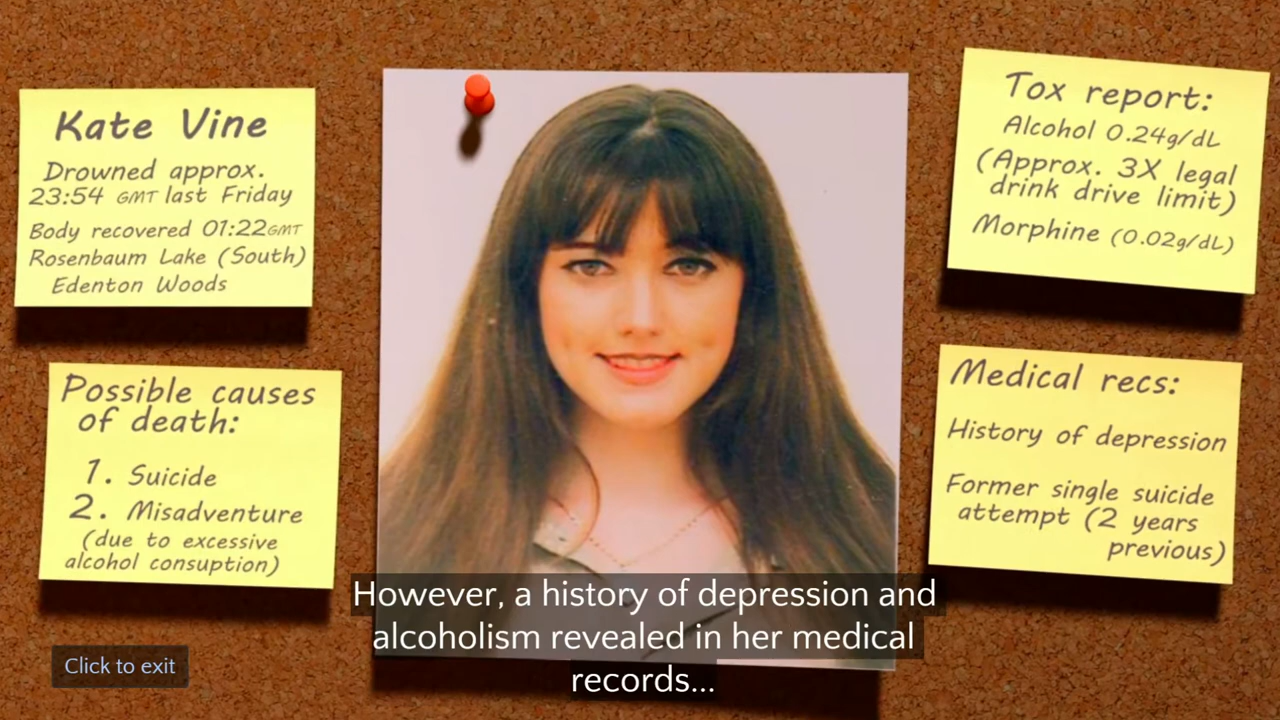 Kate Vine
Drowned approx.
23:54 GMT last Friday
Body recovered 01:22GMT
Rosenbaum Lake (South)
Edenton Woods
Possible causes
of death:
1. Suicide
2. Misadventure
(due to excessive
alcohol consuption)
Tox report:
Alcohol 0.24g/dL
(Approx. 3X legal
drink drive limit)
Morphine (0.02g/dL)
Medical recs:
History of depression
Former single suicide
attempt (2 years
previous)
However, a history of depression and
alcoholism revealed in her medical
records...
Click to exit